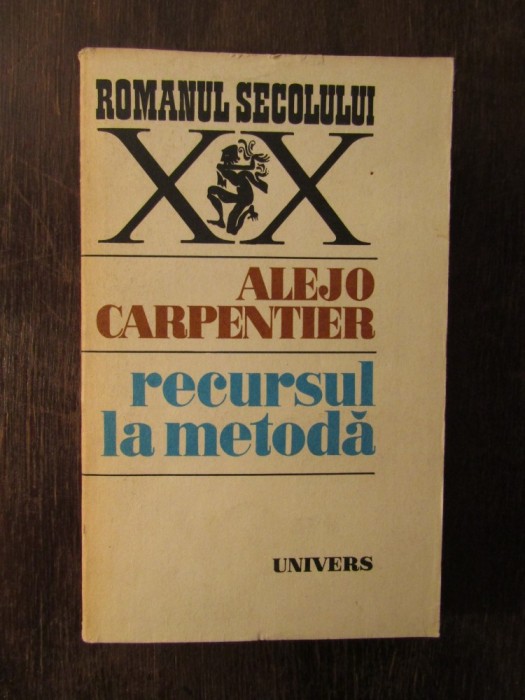 ROMANUL SECOLULUI
XX
ALEJO
CARPENTIER
recursul
la metodă
UNIVERS